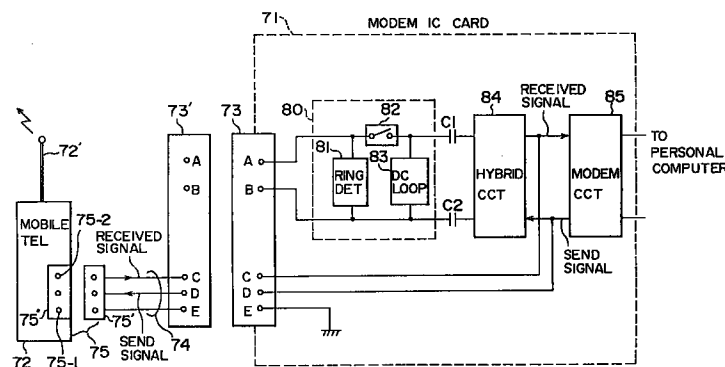 MODEM IC CARD
71
73'
73
80
82
C1
84
RECEIVED
SIGNAL
85
72'
A
B
A
B
81
RING
DET
83
DC
LOOP
HYBRID
CCT
MODEM
CCT
TO
PERSONAL
COMPUTER
C2
MOBILE
TEL
75-2
RECEIVED
SIGNAL
SEND
SIGNAL
C
D
E
C
D
E
75'
75'
72
75
75-1
SEND
SIGNAL
74